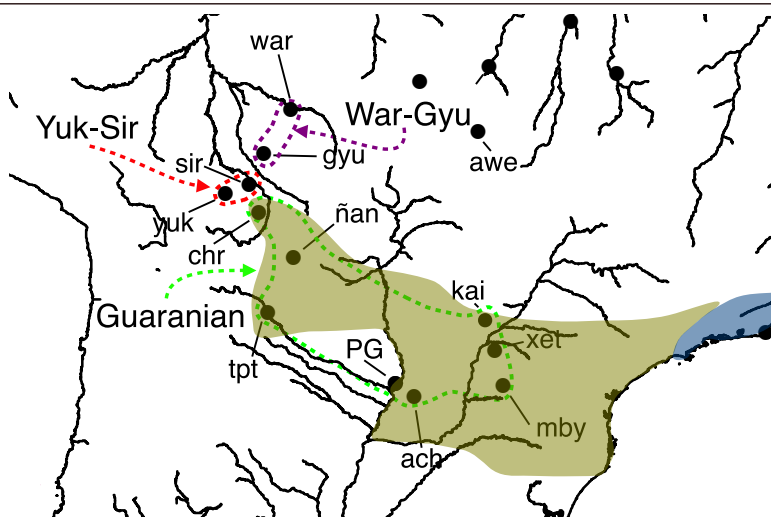 war
War-Gyu
Yuk-Sir
gyu
awe
sir
yuk
ñan
chr
kai
Guaranian
xet
PG
tpt
mby
ach